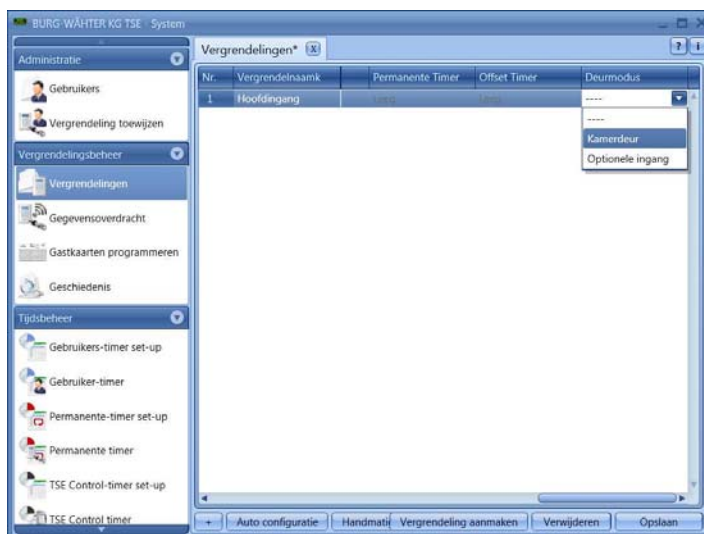 BURG-WÄHTER KG TSE - System
Administratie
Gebruikers
Vergrendeling toewijzen
Vergrendelingsbeheer
Vergrendelingen
Gegevensoverdracht
Gastkaarten programmeren
Geschiedenis
Tijdsbeheer
Gebruikers-timer set-up
Gebruiker-timer
Permanente-timer set-up
Permanente timer
TSE Control-timer set-up
TSE Control timer
Vergrendelingen* X
? i
Nr. Vergrendelnaamk Permanente Timer Offset Timer Deurmodus
1 Hoofdingang ----
----
Kamerdeur
Optionele ingang
+ Auto configuratie Handmati Vergrendeling aanmaken Verwijderen Opslaan